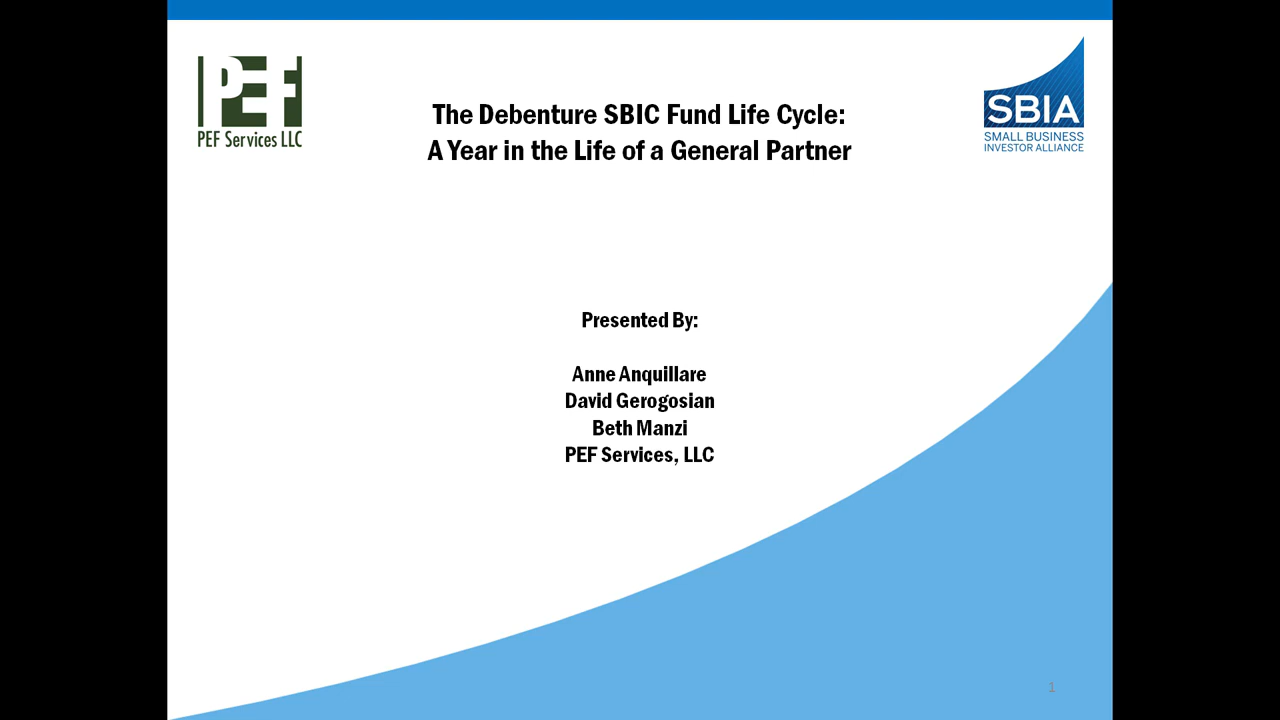 PEF
PEF Services LLC
The Debenture SBIC Fund Life Cycle:
A Year in the Life of a General Partner
SBIA
SMALL BUSINESS
INVESTOR ALLIANCE
Presented By:
Anne Anquillare
David Gerogosian
Beth Manzi
PEF Services, LLC
1